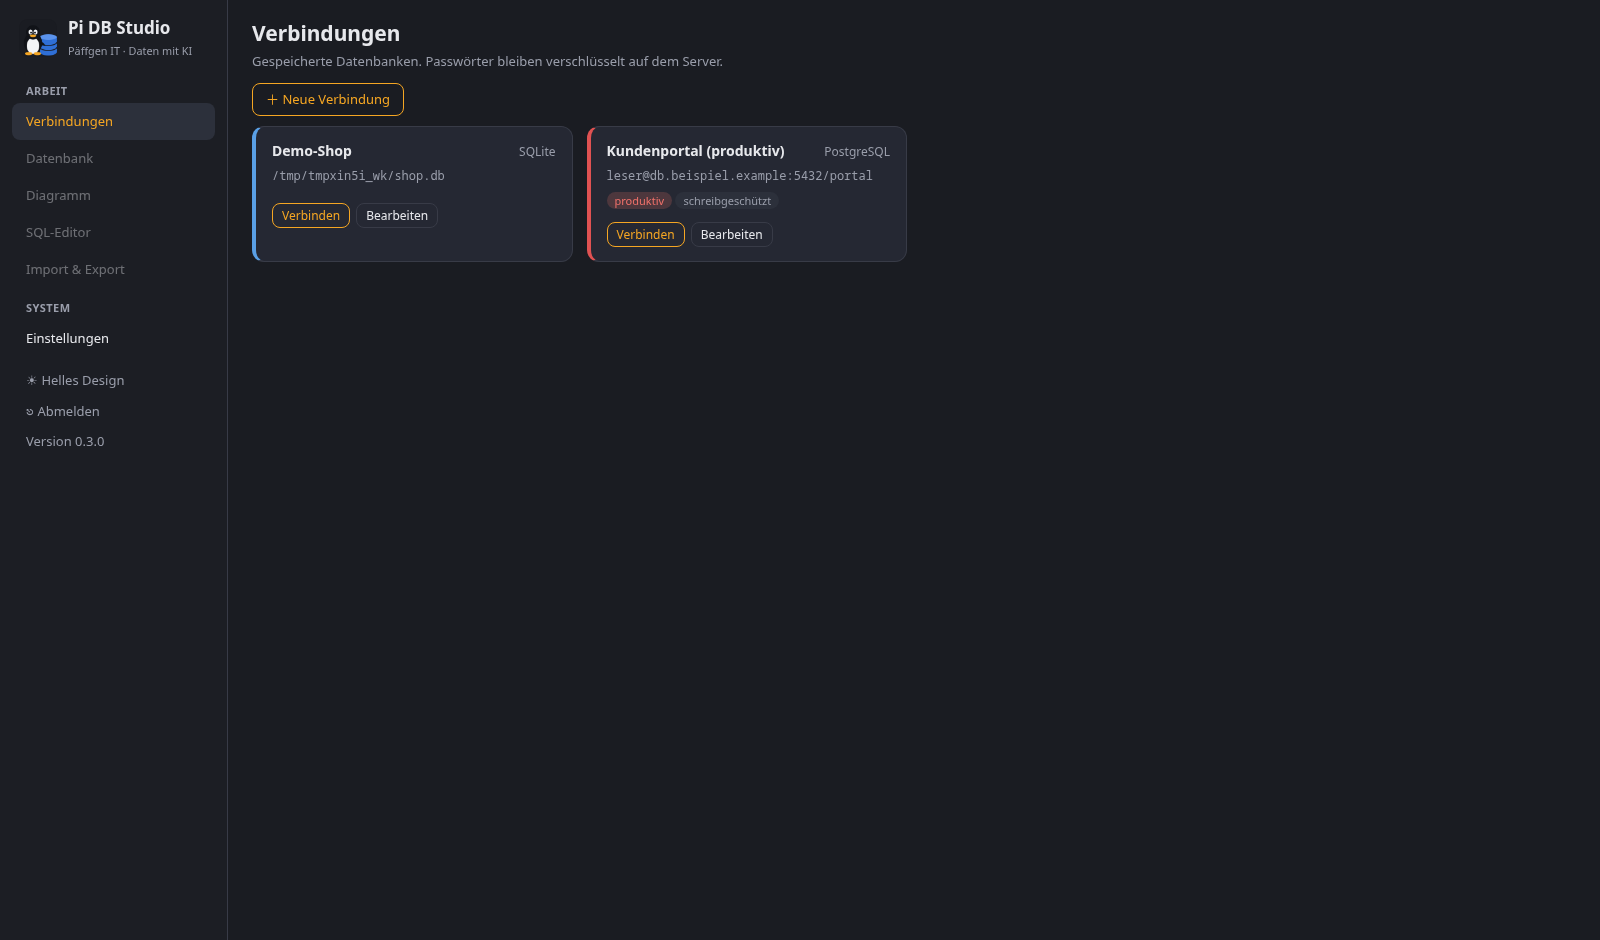 Pi DB Studio
Päffgen IT · Daten mit KI
ARBEIT
Verbindungen
Datenbank
Diagramm
SQL-Editor
Import & Export
SYSTEM
Einstellungen
☀ Helles Design
⎋ Abmelden
Version 0.3.0
Verbindungen
Gespeicherte Datenbanken. Passwörter bleiben verschlüsselt auf dem Server.
+ Neue Verbindung
Demo-Shop SQLite
/tmp/tmpxin5i_wk/shop.db
Verbinden Bearbeiten
Kundenportal (produktiv) PostgreSQL
leser@db.beispiel.example:5432/portal
produktiv schreibgeschützt
Verbinden Bearbeiten